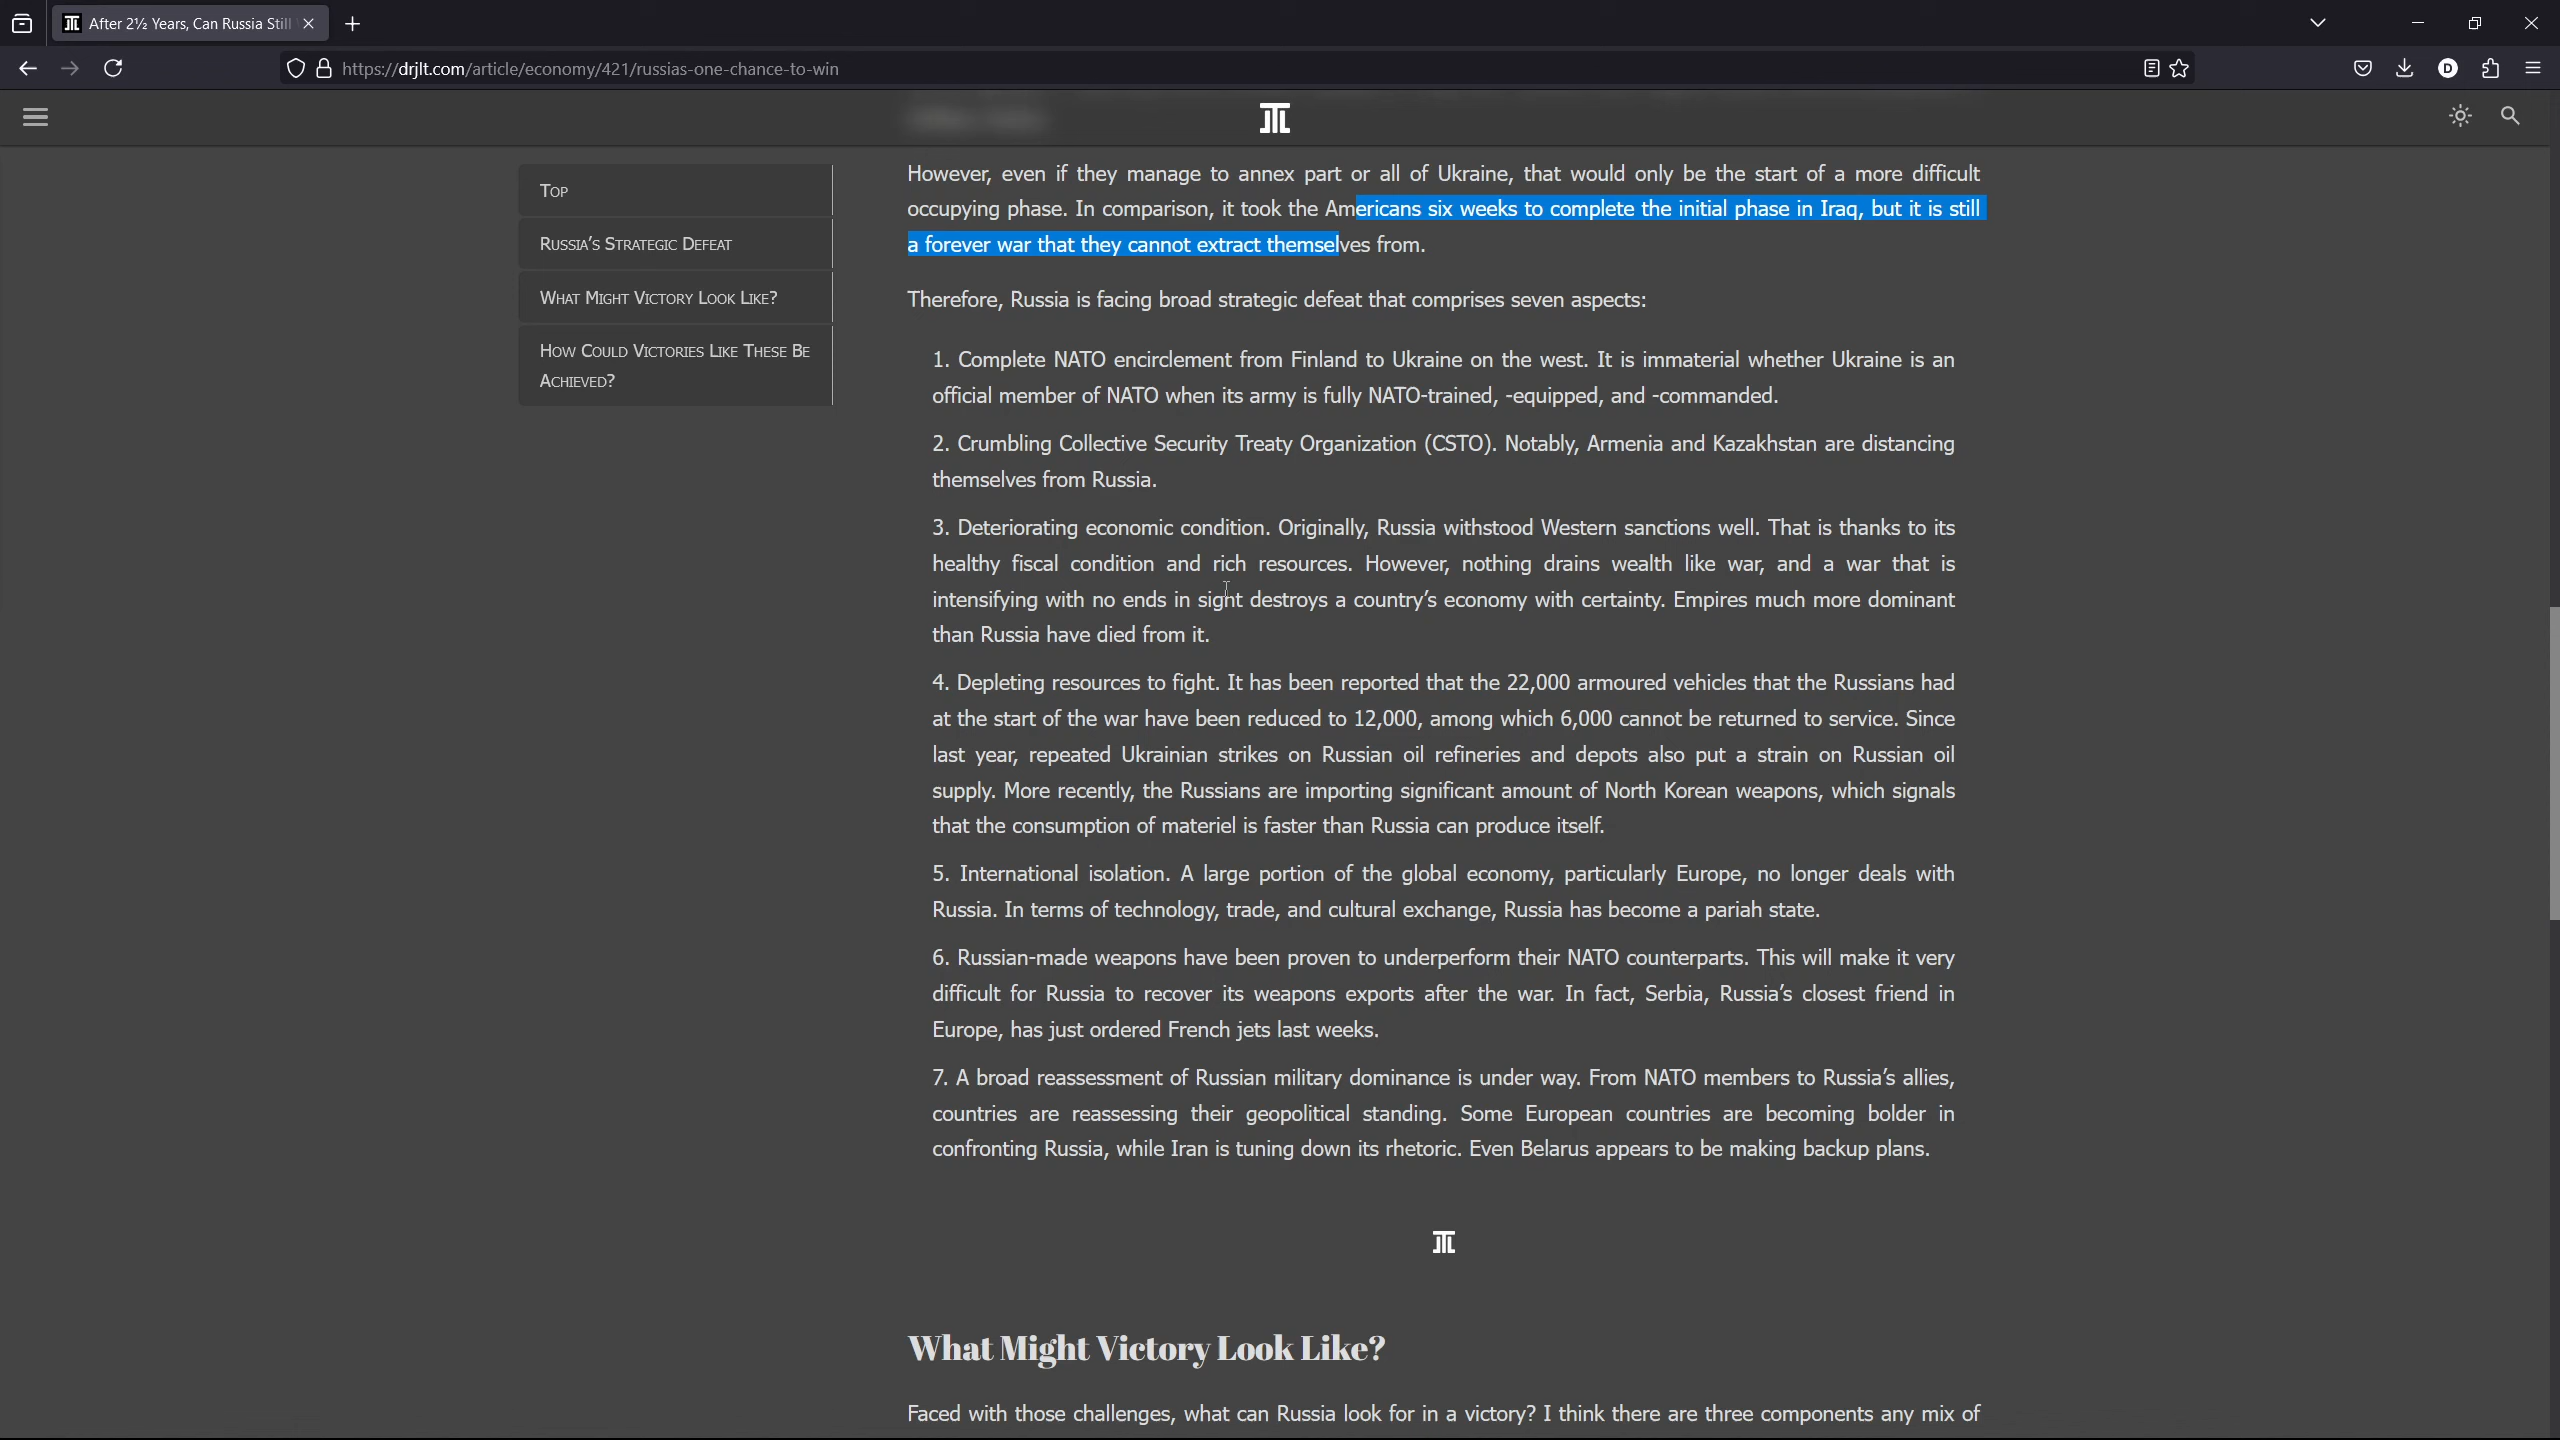 After 2½ Years, Can Russia Still
https://drjlt.com/article/economy/421/russias-one-chance-to-win
D
TOP
RUSSIA'S STRATEGIC DEFEAT
WHAT MIGHT VICTORY LOOK LIKE?
HOW COULD VICTORIES LIKE THESE BE
ACHIEVED?
However, even if they manage to annex part or all of Ukraine, that would only be the start of a more difficult
occupying phase. In comparison, it took the Americans six weeks to complete the initial phase in Iraq, but it is still
a forever war that they cannot extract themselves from.
Therefore, Russia is facing broad strategic defeat that comprises seven aspects:
1. Complete NATO encirclement from Finland to Ukraine on the west. It is immaterial whether Ukraine is an
official member of NATO when its army is fully NATO-trained, -equipped, and -commanded.
2. Crumbling Collective Security Treaty Organization (CSTO). Notably, Armenia and Kazakhstan are distancing
themselves from Russia.
3. Deteriorating economic condition. Originally, Russia withstood Western sanctions well. That is thanks to its
healthy fiscal condition and rich resources. However, nothing drains wealth like war, and a war that is
intensifying with no ends in sight destroys a country's economy with certainty. Empires much more dominant
than Russia have died from it.
4. Depleting resources to fight. It has been reported that the 22,000 armoured vehicles that the Russians had
at the start of the war have been reduced to 12,000, among which 6,000 cannot be returned to service. Since
last year, repeated Ukrainian strikes on Russian oil refineries and depots also put a strain on Russian oil
supply. More recently, the Russians are importing significant amount of North Korean weapons, which signals
that the consumption of materiel is faster than Russia can produce itself.
5. International isolation. A large portion of the global economy, particularly Europe, no longer deals with
Russia. In terms of technology, trade, and cultural exchange, Russia has become a pariah state.
6. Russian-made weapons have been proven to underperform their NATO counterparts. This will make it very
difficult for Russia to recover its weapons exports after the war. In fact, Serbia, Russia's closest friend in
Europe, has just ordered French jets last weeks.
7. A broad reassessment of Russian military dominance is under way. From NATO members to Russia's allies,
countries are reassessing their geopolitical standing. Some European countries are becoming bolder in
confronting Russia, while Iran is tuning down its rhetoric. Even Belarus appears to be making backup plans.
What Might Victory Look Like?
Faced with those challenges, what can Russia look for in a victory? I think there are three components any mix of